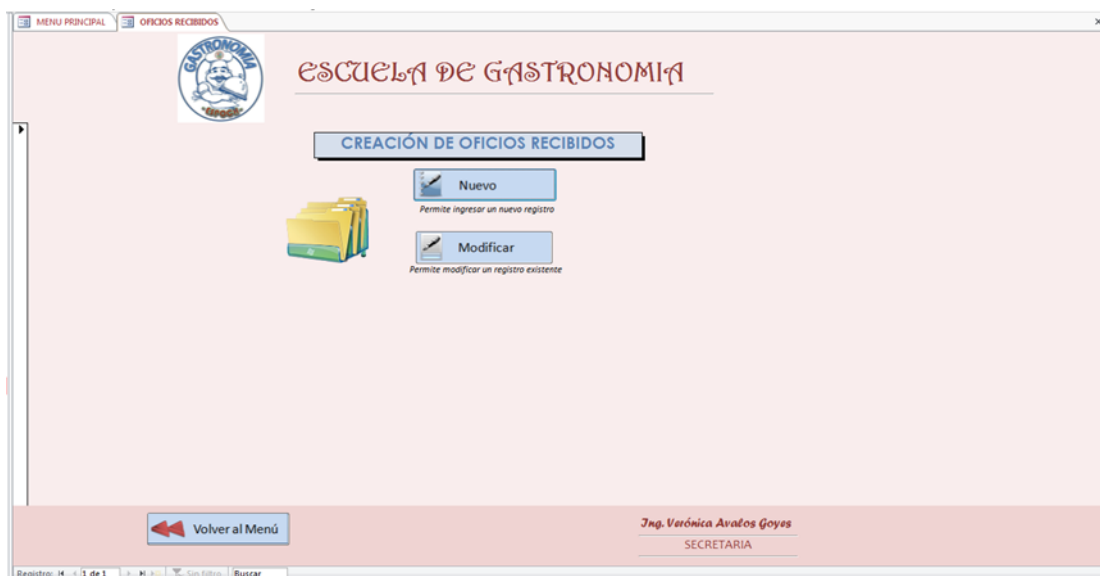 MENU PRINCIPAL
OFICIOS RECIBIDOS
GASTRONOMIA
"ESPOCH"
ESCUELA DE GASTRONOMIA
CREACIÓN DE OFICIOS RECIBIDOS
Nuevo
Permite ingresar un nuevo registro
Modificar
Permite modificar un registro existente
Volver al Menú
Ing. Verónica Avalos Goyes
SECRETARIA
Registro: 1 de 1 Sin filtro Buscar